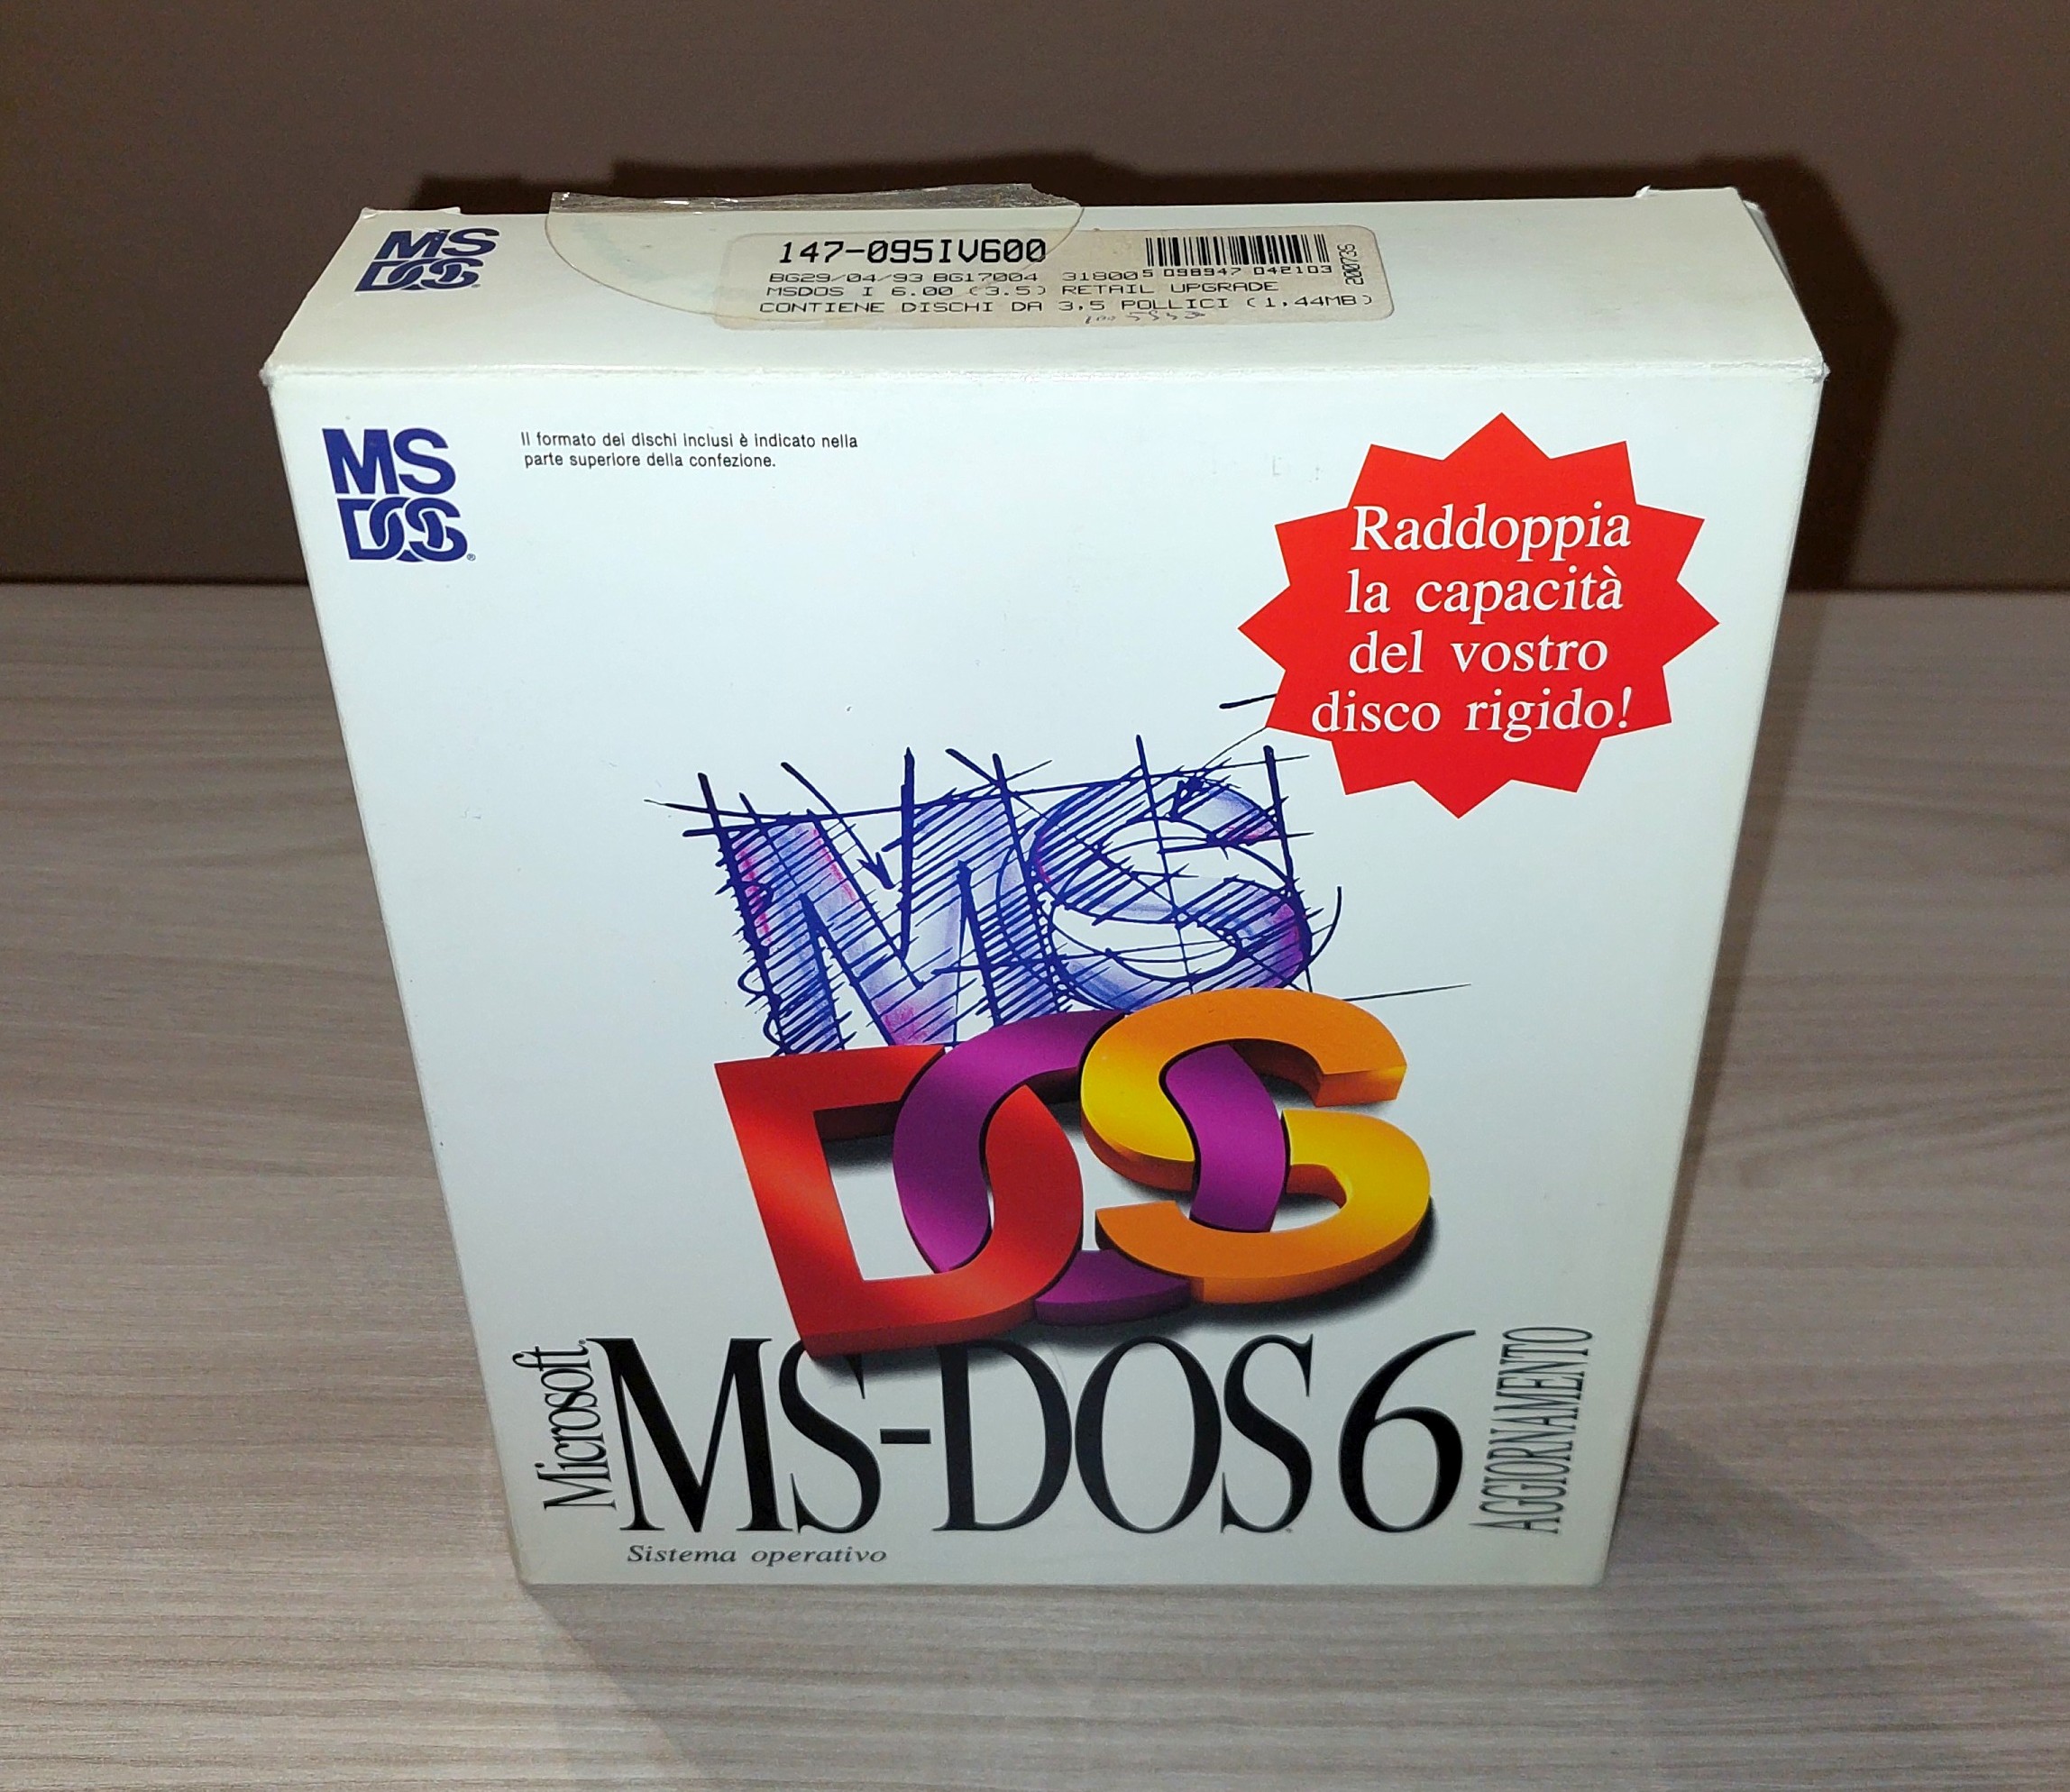 MS
DOS
147-095IV600
BG29/04/93 BG17004 318005 098947 042103
MSDOS I 6.00 (3.5) RETAIL UPGRADE
CONTIENE DISCHI DA 3,5 POLLICI (1,44MB)
200735
MS
DOS®
Il formato dei dischi inclusi è indicato nella
parte superiore della confezione.
Raddoppia
la capacità
del vostro
disco rigido!
MS
DOS
Microsoft®
MS-DOS 6
AGGIORNAMENTO
Sistema operativo